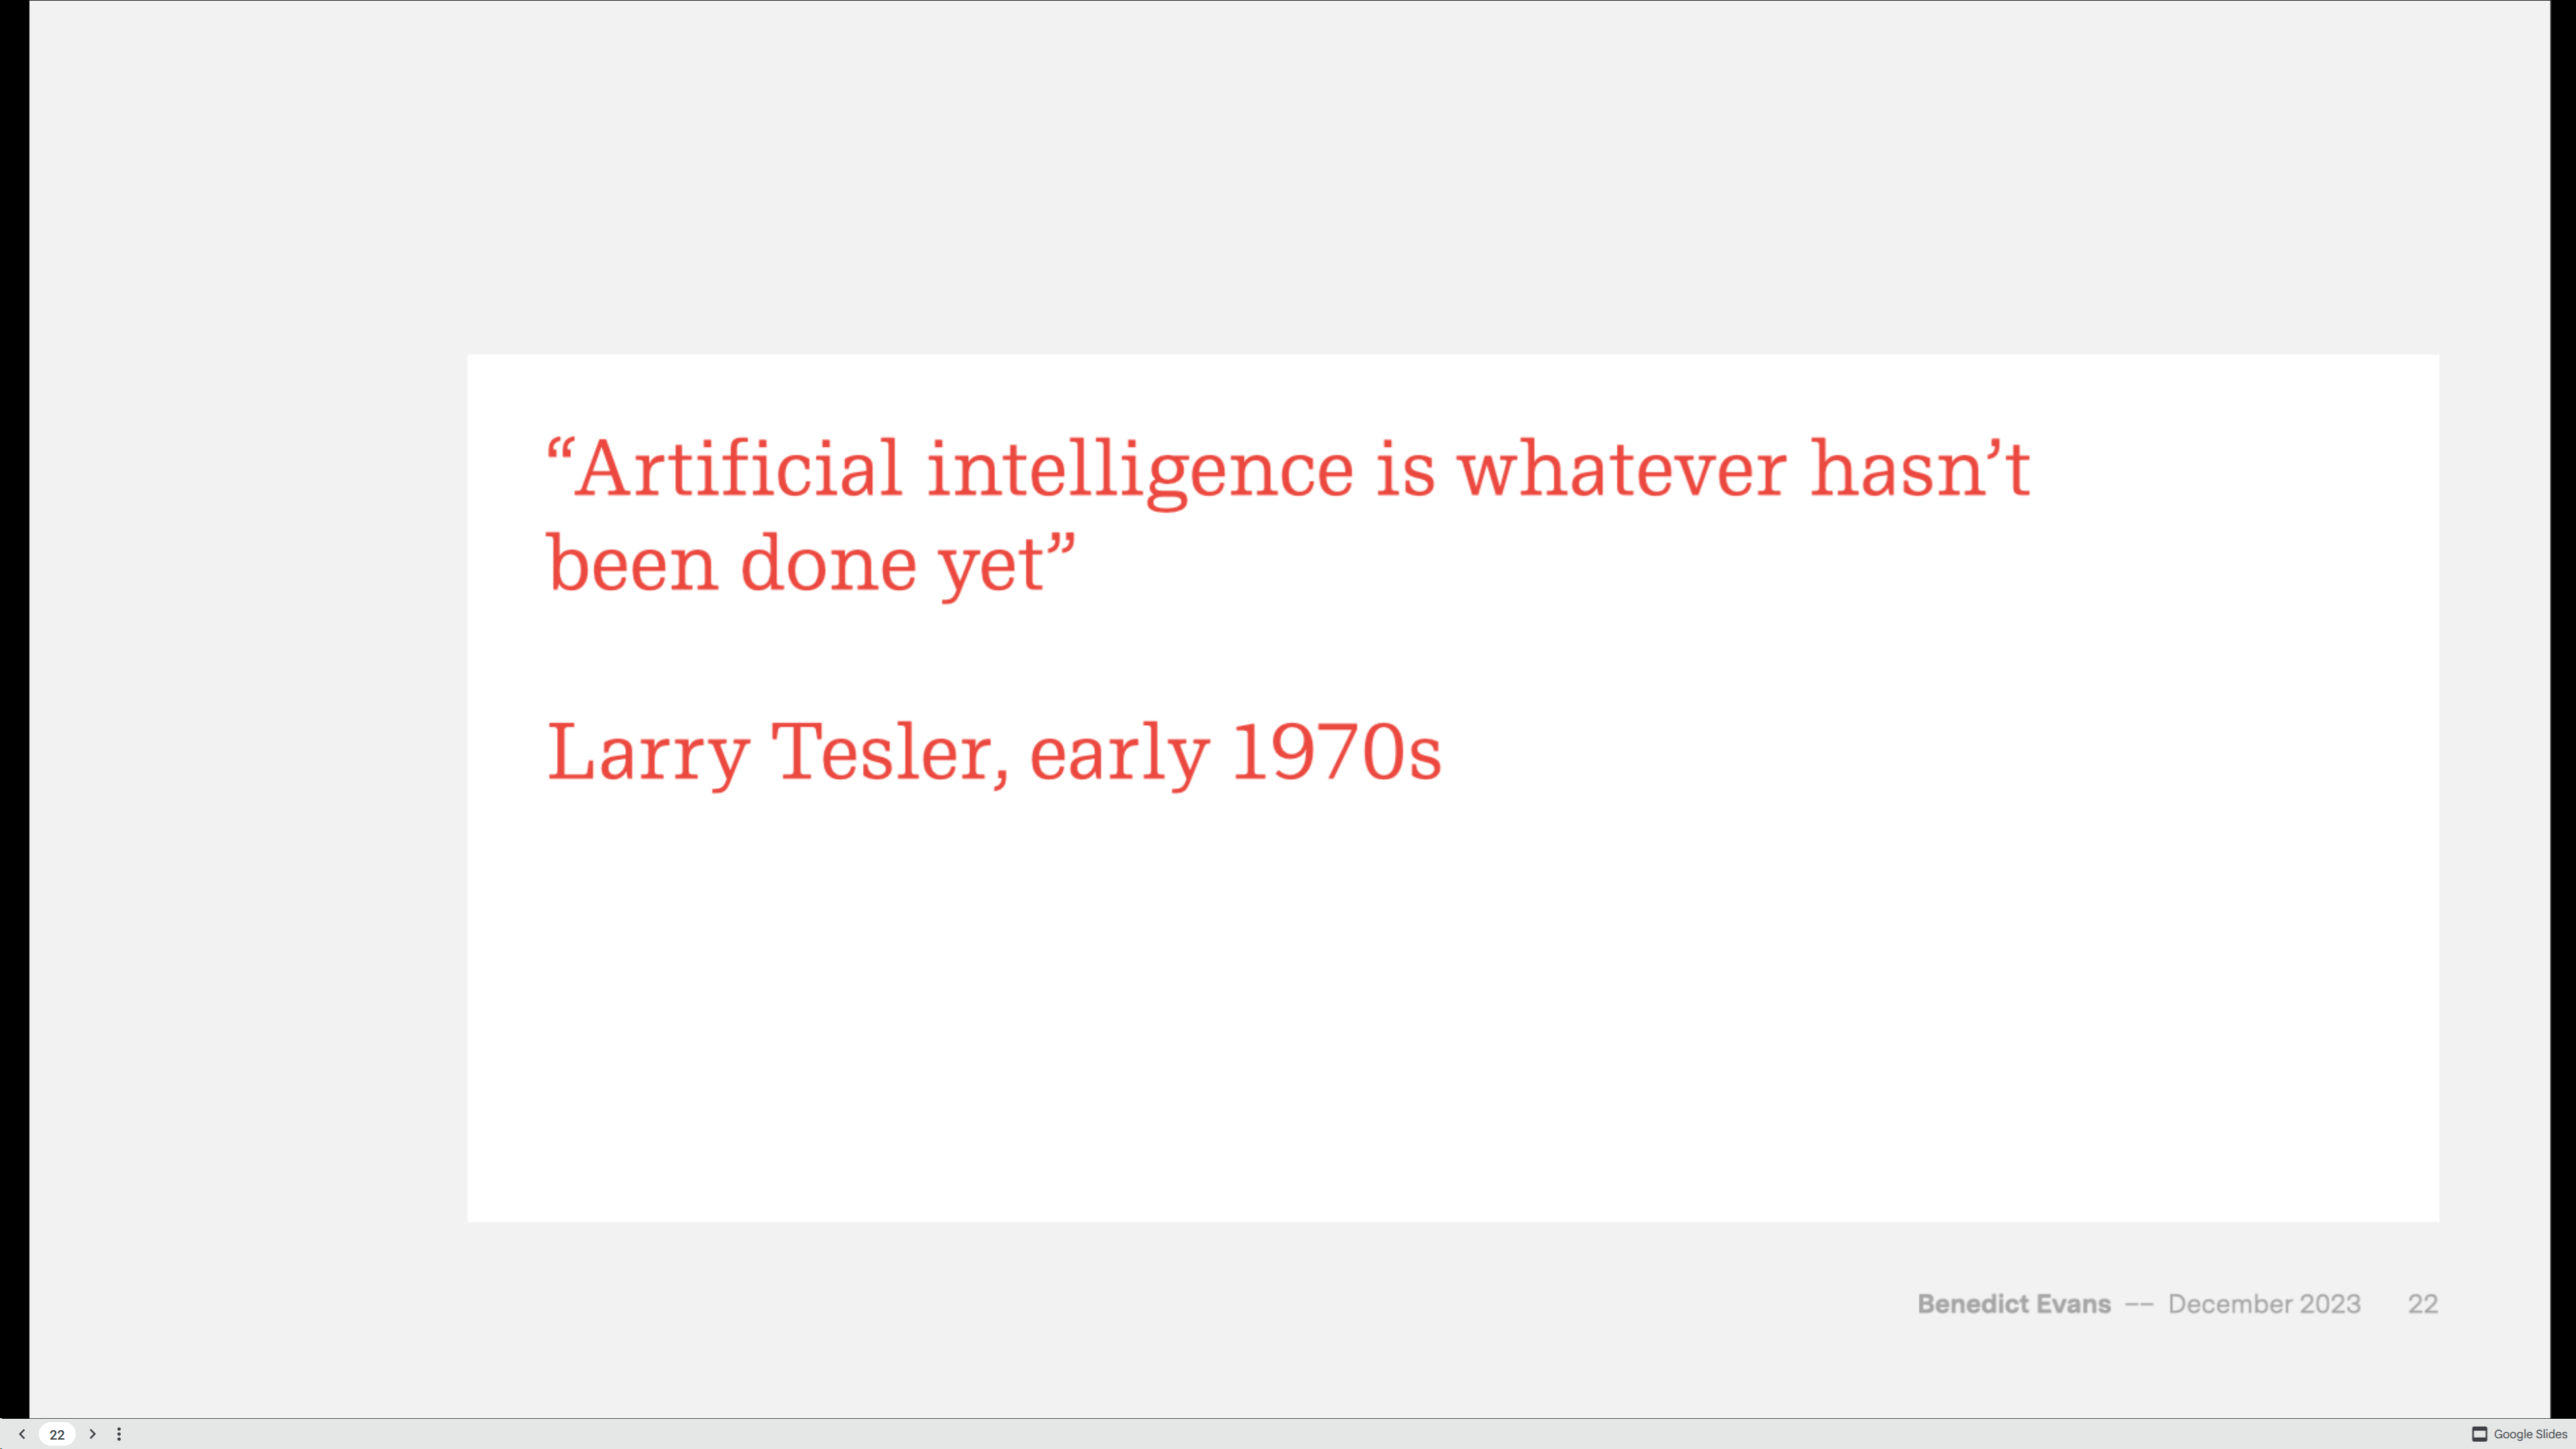 “Artificial intelligence is whatever hasn’t
been done yet”
Larry Tesler, early 1970s
Benedict Evans –– December 2023 22
22
Google Slides